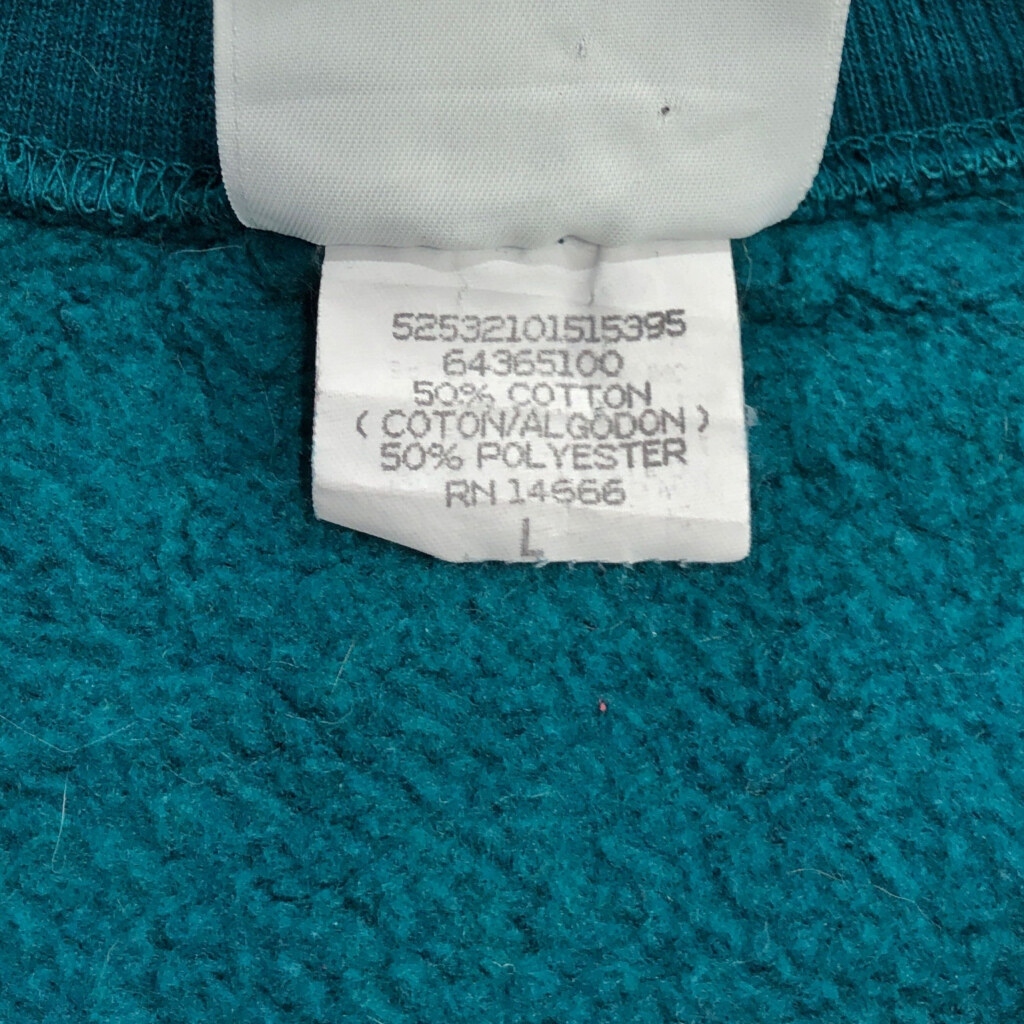 52532101515395
64365100
50% COTTON
( COTON/ALGODON )
50% POLYESTER
RN 14666
L